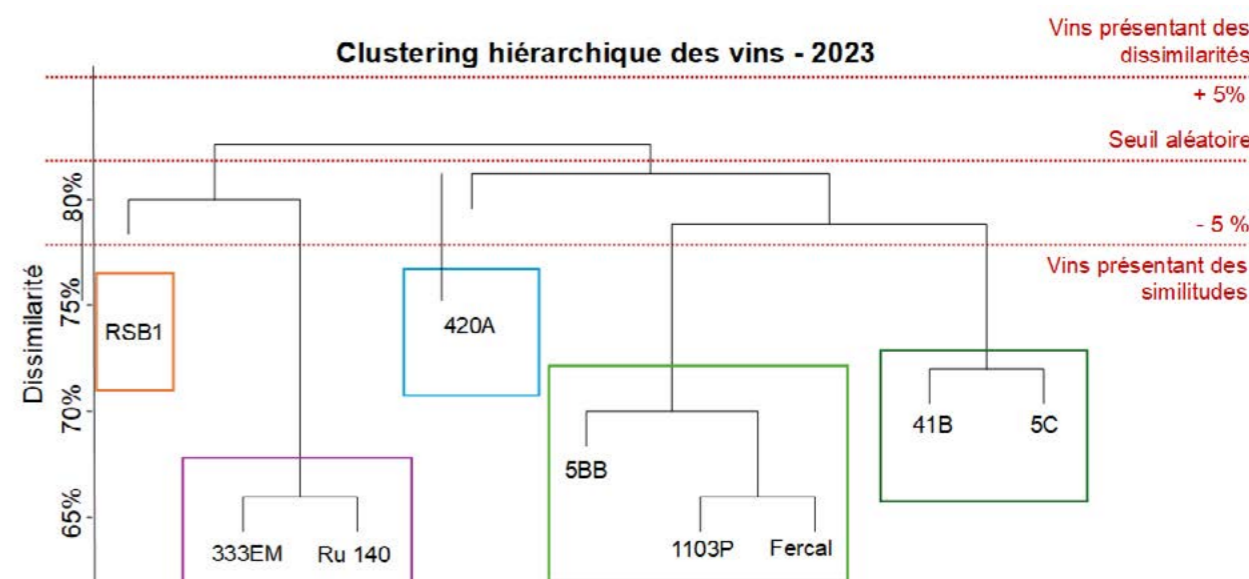 Vins présentant des
dissimilarités
Clustering hiérarchique des vins - 2023
+ 5%
Seuil aléatoire
80%
- 5 %
Vins présentant des
similitudes
75%
Dissimilarité
RSB1
420A
70%
41B
5C
5BB
65%
333EM
Ru 140
1103P
Fercal